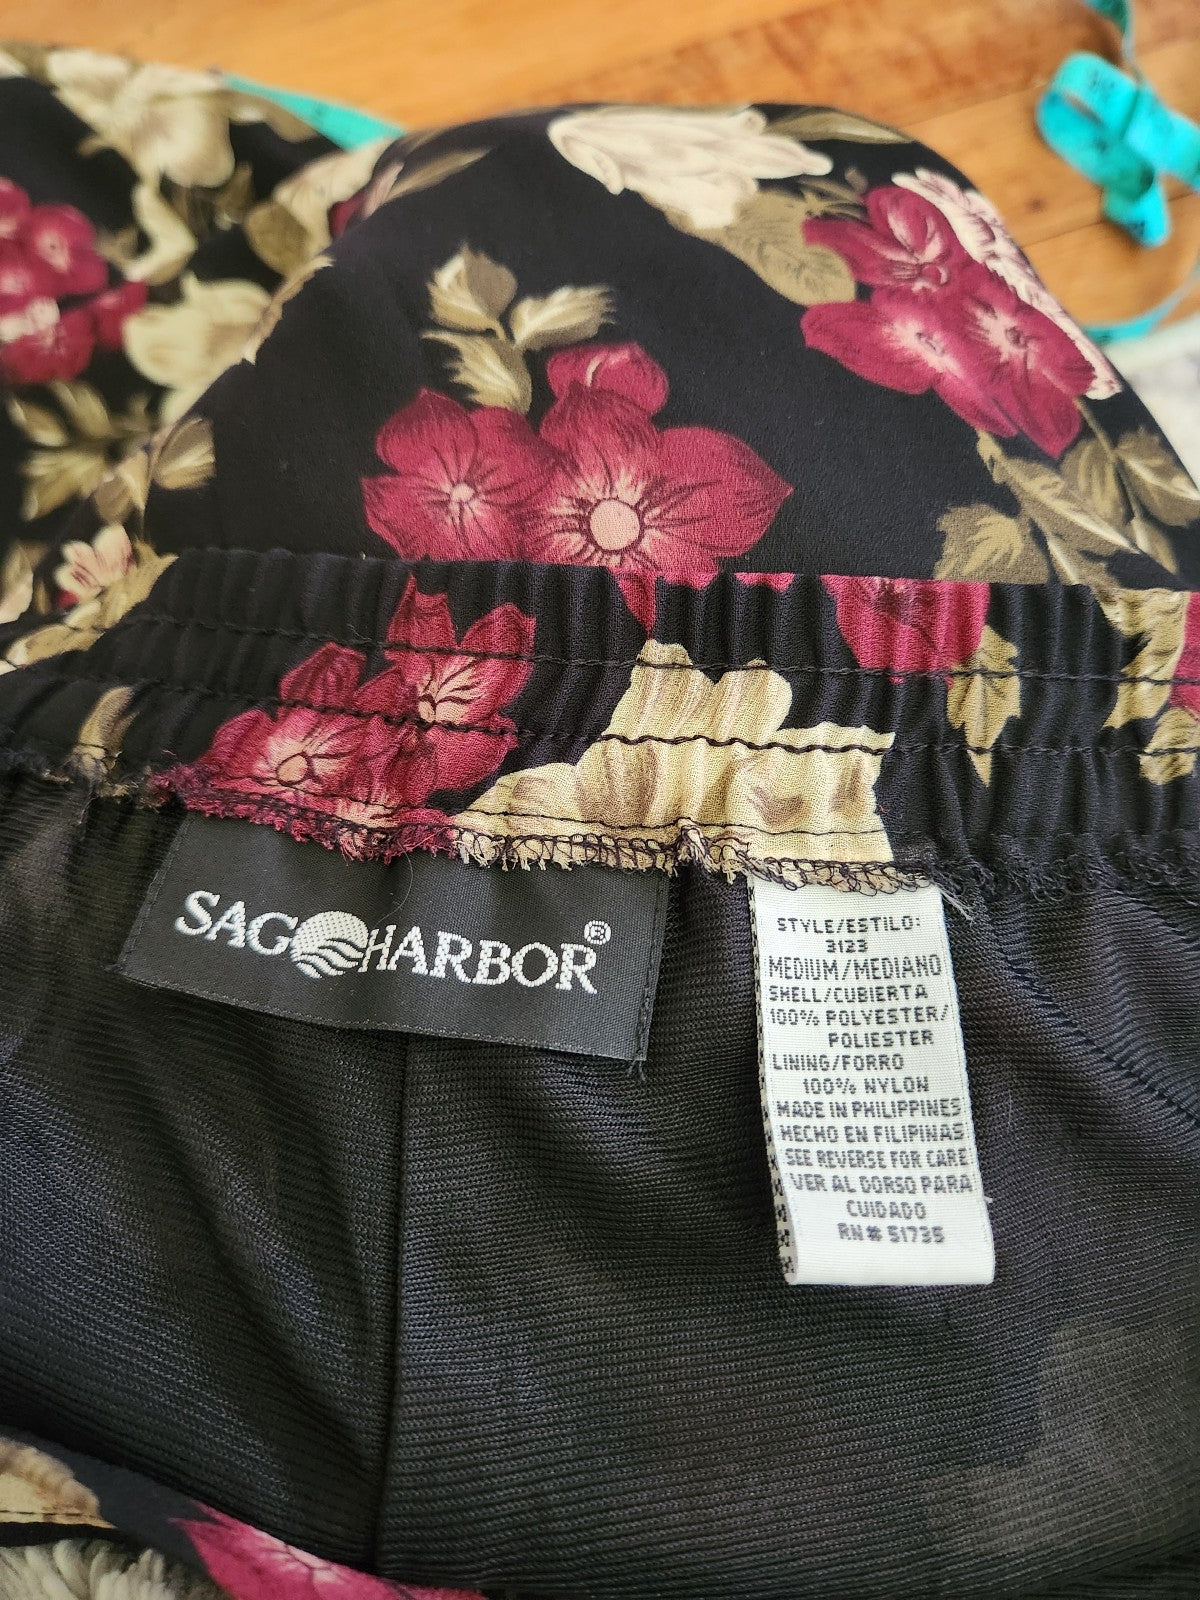 SAG HARBOR®
STYLE/ESTILO:
3123
MEDIUM/MEDIANO
SHELL/CUBIERTA
100% POLYESTER/
POLIESTER
LINING/FORRO
100% NYLON
MADE IN PHILIPPINES
HECHO EN FILIPINAS
SEE REVERSE FOR CARE
VER AL DORSO PARA
CUIDADO
RN# 51735